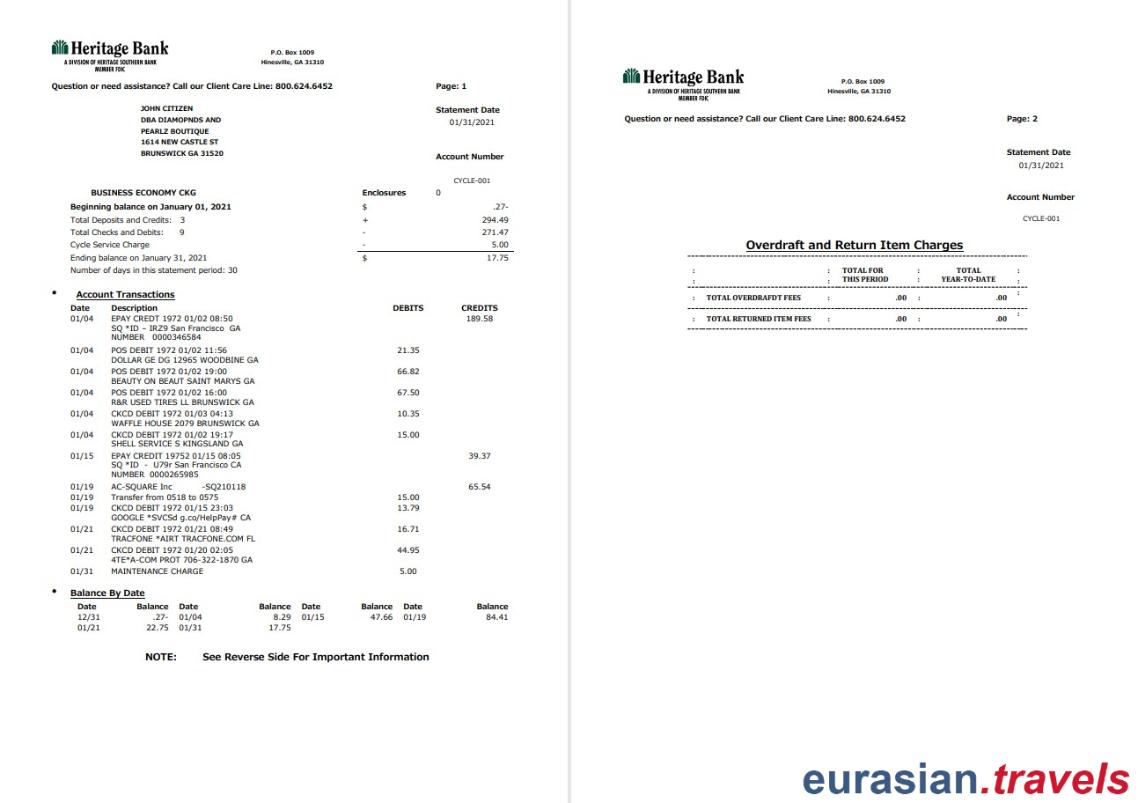 Heritage Bank
A DIVISION OF HERITAGE SOUTHERN BANK
MEMBER FDIC
P.O. Box 1009
Hinesville, GA 31310
Question or need assistance? Call our Client Care Line: 800.624.6452
Page: 1
JOHN CITIZEN
DBA DIAMOPNDS AND
PEARLZ BOUTIQUE
1614 NEW CASTLE ST
BRUNSWICK GA 31520
Statement Date
01/31/2021
Account Number
CYCLE-001
BUSINESS ECONOMY CKG Enclosures 0
Beginning balance on January 01, 2021 $ .27-
Total Deposits and Credits: 3 + 294.49
Total Checks and Debits: 9 - 271.47
Cycle Service Charge - 5.00
Ending balance on January 31, 2021 $ 17.75
Number of days in this statement period: 30
• Account Transactions
Date Description DEBITS CREDITS
01/04 EPAY CREDT 1972 01/02 08:50 189.58
SQ *ID – IRZ9 San Francisco GA
NUMBER 0000346584
01/04 POS DEBIT 1972 01/02 11:56 21.35
DOLLAR GE DG 12965 WOODBINE GA
01/04 POS DEBIT 1972 01/02 19:00 66.82
BEAUTY ON BEAUT SAINT MARYS GA
01/04 POS DEBIT 1972 01/02 16:00 67.50
R&R USED TIRES LL BRUNSWICK GA
01/04 CKCD DEBIT 1972 01/03 04:13 10.35
WAFFLE HOUSE 2079 BRUNSWICK GA
01/04 CKCD DEBIT 1972 01/02 19:17 15.00
SHELL SERVICE S KINGSLAND GA
01/15 EPAY CREDIT 19752 01/15 08:05 39.37
SQ *ID - U79r San Francisco CA
NUMBER 0000265985
01/19 AC-SQUARE Inc -SQ210118 65.54
01/19 Transfer from 0518 to 0575 15.00
01/19 CKCD DEBIT 1972 01/15 23:03 13.79
GOOGLE *SVCSd g.co/HelpPay# CA
01/21 CKCD DEBIT 1972 01/21 08:49 16.71
TRACFONE *AIRT TRACFONE.COM FL
01/21 CKCD DEBIT 1972 01/20 02:05 44.95
4TE*A-COM PROT 706-322-1870 GA
01/31 MAINTENANCE CHARGE 5.00
• Balance By Date
Date Balance Date Balance Date Balance Date Balance
12/31 .27- 01/04 8.29 01/15 47.66 01/19 84.41
01/21 22.75 01/31 17.75
NOTE: See Reverse Side For Important Information
Heritage Bank
A DIVISION OF HERITAGE SOUTHERN BANK
MEMBER FDIC
P.O. Box 1009
Hinesville, GA 31310
Question or need assistance? Call our Client Care Line: 800.624.6452
Page: 2
Statement Date
01/31/2021
Account Number
CYCLE-001
Overdraft and Return Item Charges
: : TOTAL FOR : TOTAL :
: : THIS PERIOD : YEAR-TO-DATE :
: TOTAL OVERDRAFDT FEES : .00 : .00 :
: TOTAL RETURNED ITEM FEES : .00 : .00 :
eurasian.travels